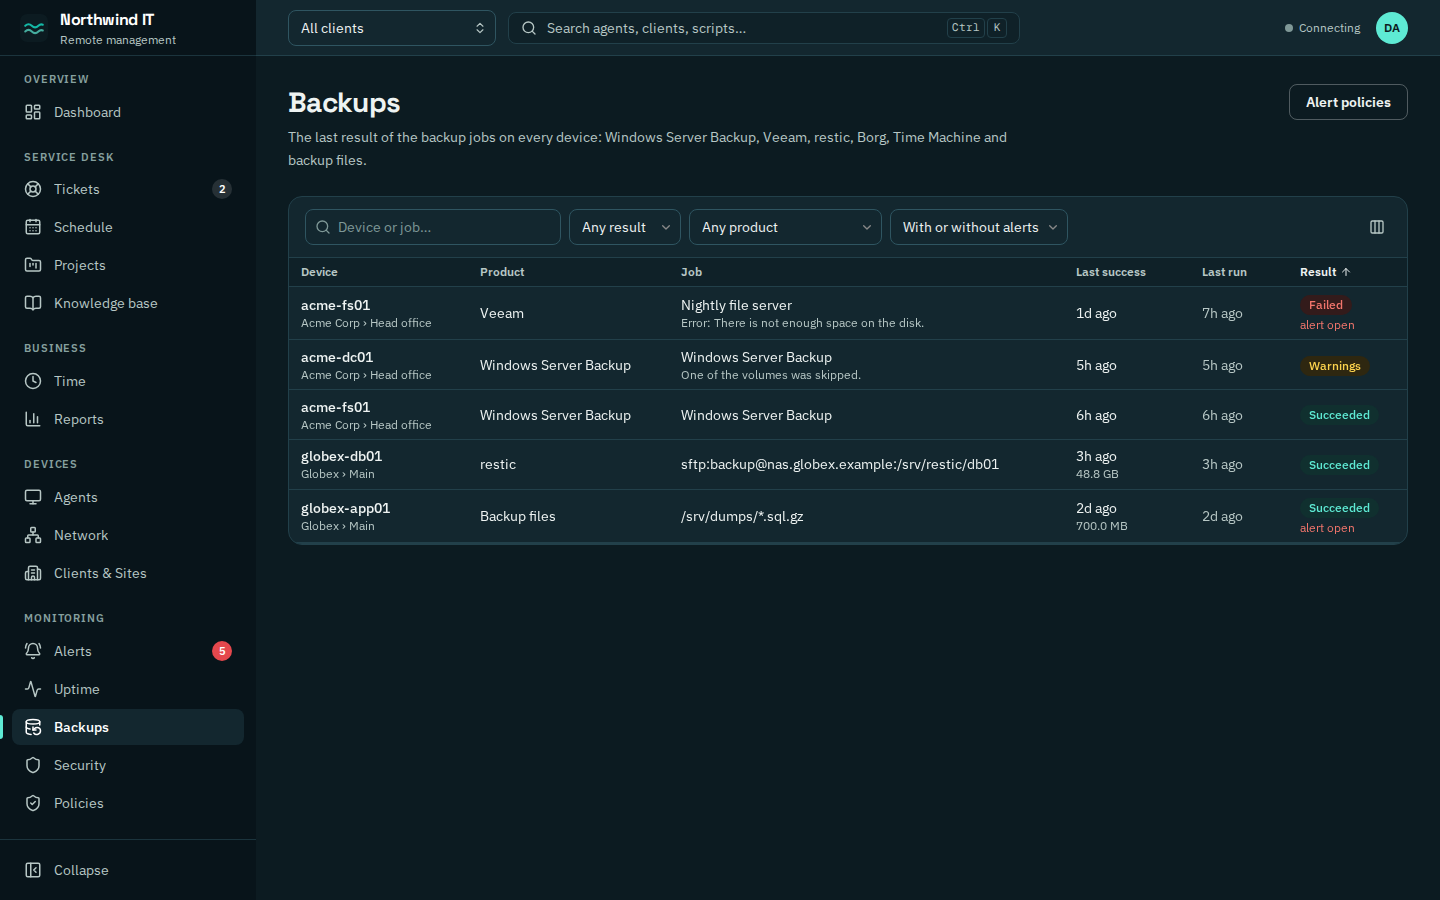 Northwind IT
Remote management
All clients
Search agents, clients, scripts...
Ctrl K
Connecting
DA
OVERVIEW
Dashboard
SERVICE DESK
Tickets 2
Schedule
Projects
Knowledge base
BUSINESS
Time
Reports
DEVICES
Agents
Network
Clients & Sites
MONITORING
Alerts 5
Uptime
Backups
Security
Policies
Collapse
Backups
Alert policies
The last result of the backup jobs on every device: Windows Server Backup, Veeam, restic, Borg, Time Machine and
backup files.
Device or job...
Any result
Any product
With or without alerts
Device Product Job Last success Last run Result ↑
acme-fs01 Veeam Nightly file server 1d ago 7h ago Failed
Acme Corp › Head office Error: There is not enough space on the disk. alert open
acme-dc01 Windows Server Backup Windows Server Backup 5h ago 5h ago Warnings
Acme Corp › Head office One of the volumes was skipped.
acme-fs01 Windows Server Backup Windows Server Backup 6h ago 6h ago Succeeded
Acme Corp › Head office
globex-db01 restic sftp:backup@nas.globex.example:/srv/restic/db01 3h ago 3h ago Succeeded
Globex › Main 48.8 GB
globex-app01 Backup files /srv/dumps/*.sql.gz 2d ago 2d ago Succeeded
Globex › Main 700.0 MB alert open